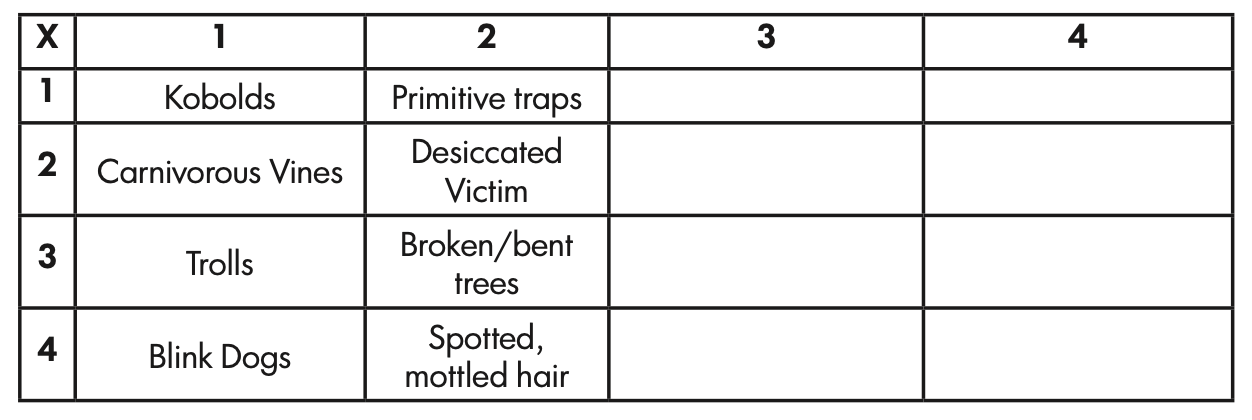 X 1 2 3 4
1 Kobolds Primitive traps
2 Carnivorous Vines Desiccated
Victim
3 Trolls Broken/bent
trees
4 Blink Dogs Spotted,
mottled hair